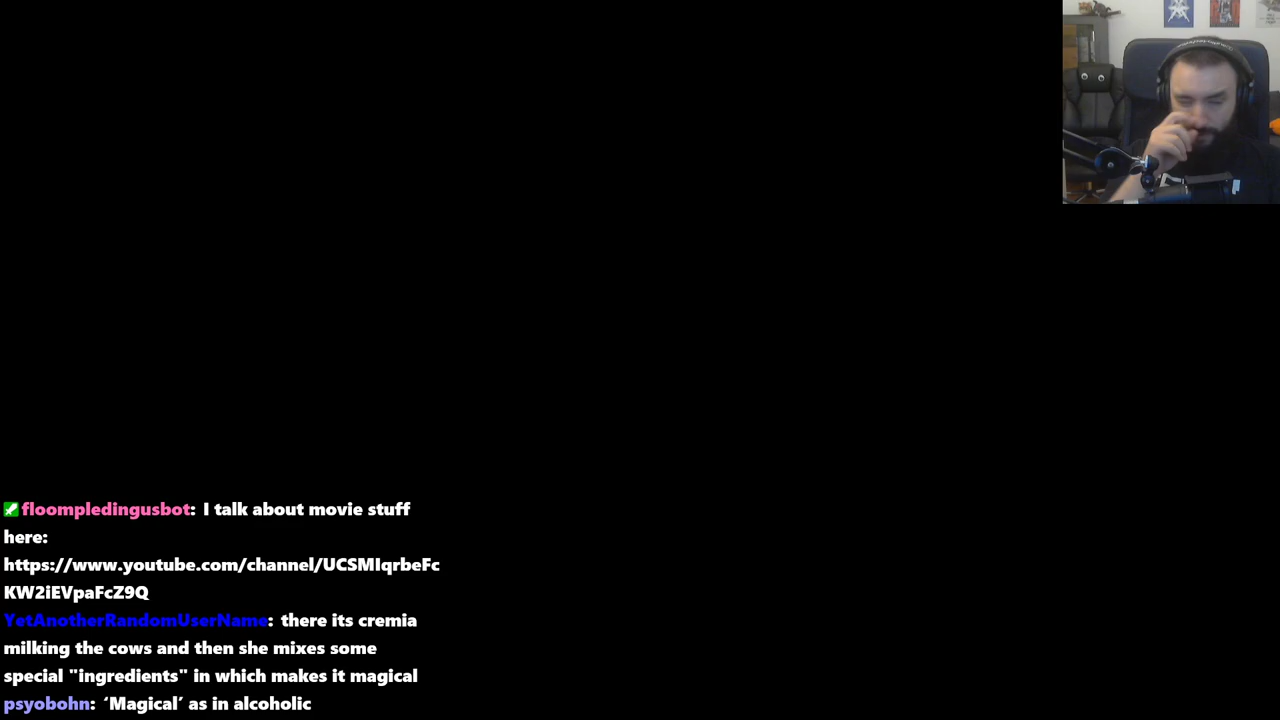 floompledingusbot: I talk about movie stuff
here:
https://www.youtube.com/channel/UCSMIqrbeFc
KW2iEVpaFcZ9Q
YetAnotherRandomUserName: there its cremia
milking the cows and then she mixes some
special "ingredients" in which makes it magical
psyobohn: ‘Magical’ as in alcoholic